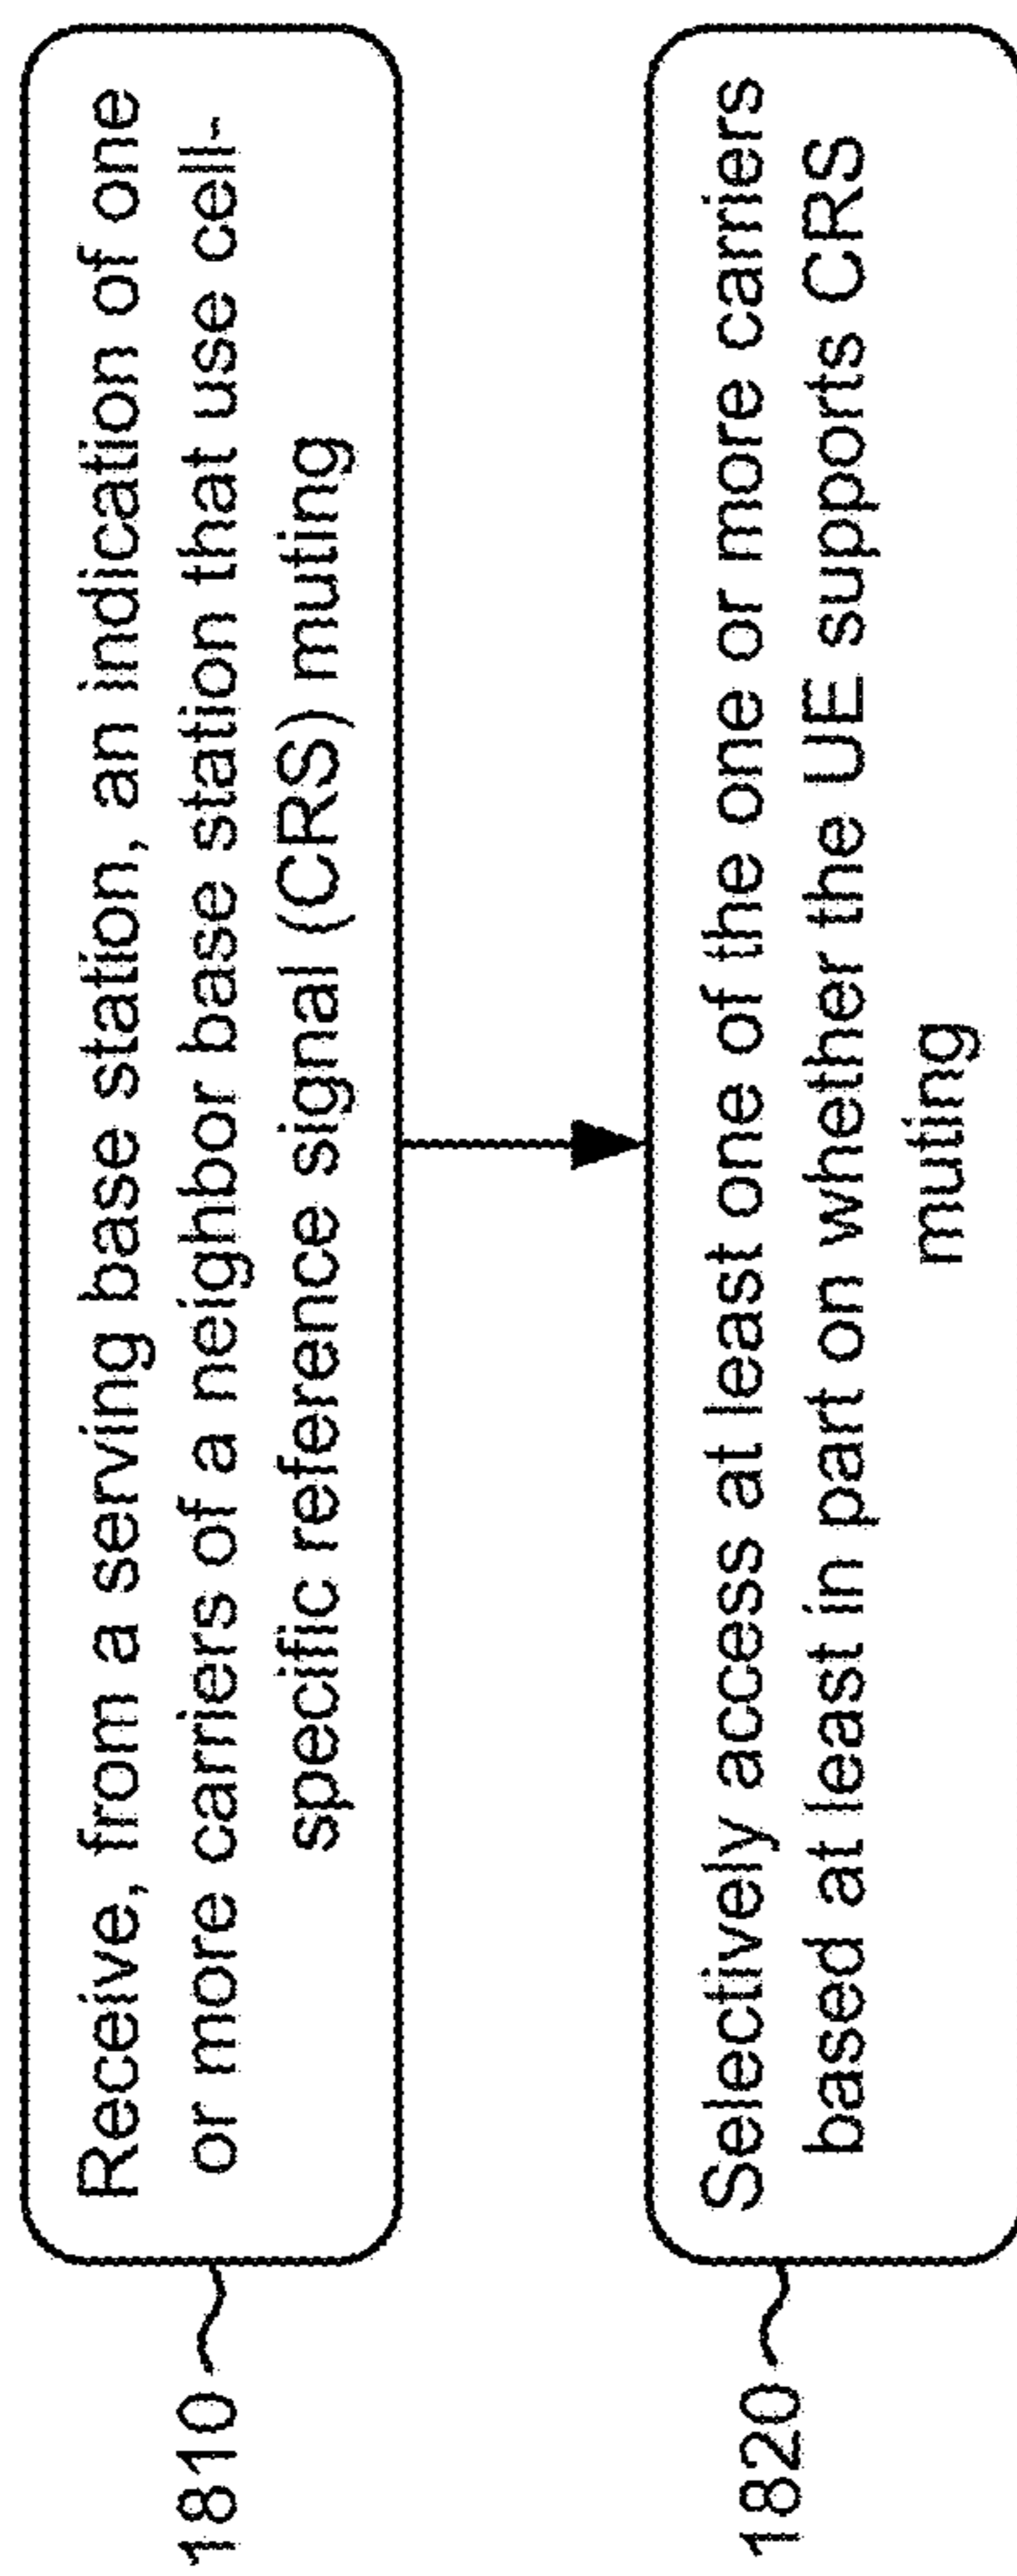 1810
Receive, from a serving base station, an indication of one
or more carriers of a neighbor base station that use cell-
specific reference signal (CRS) muting
1820
Selectively access at least one of the one or more carriers
based at least in part on whether the UE supports CRS
muting